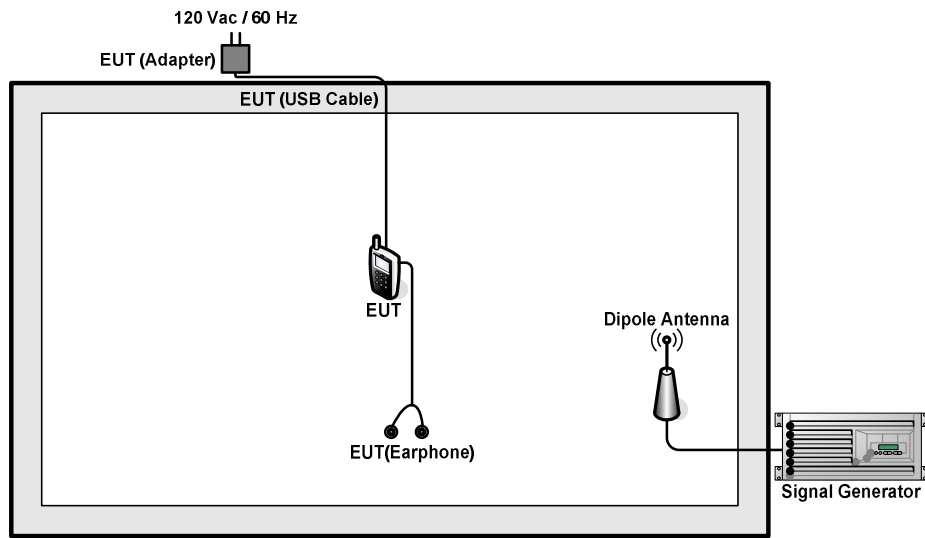 120 Vac / 60 Hz
EUT (Adapter)
EUT (USB Cable)
EUT
Dipole Antenna
EUT(Earphone)
Signal Generator